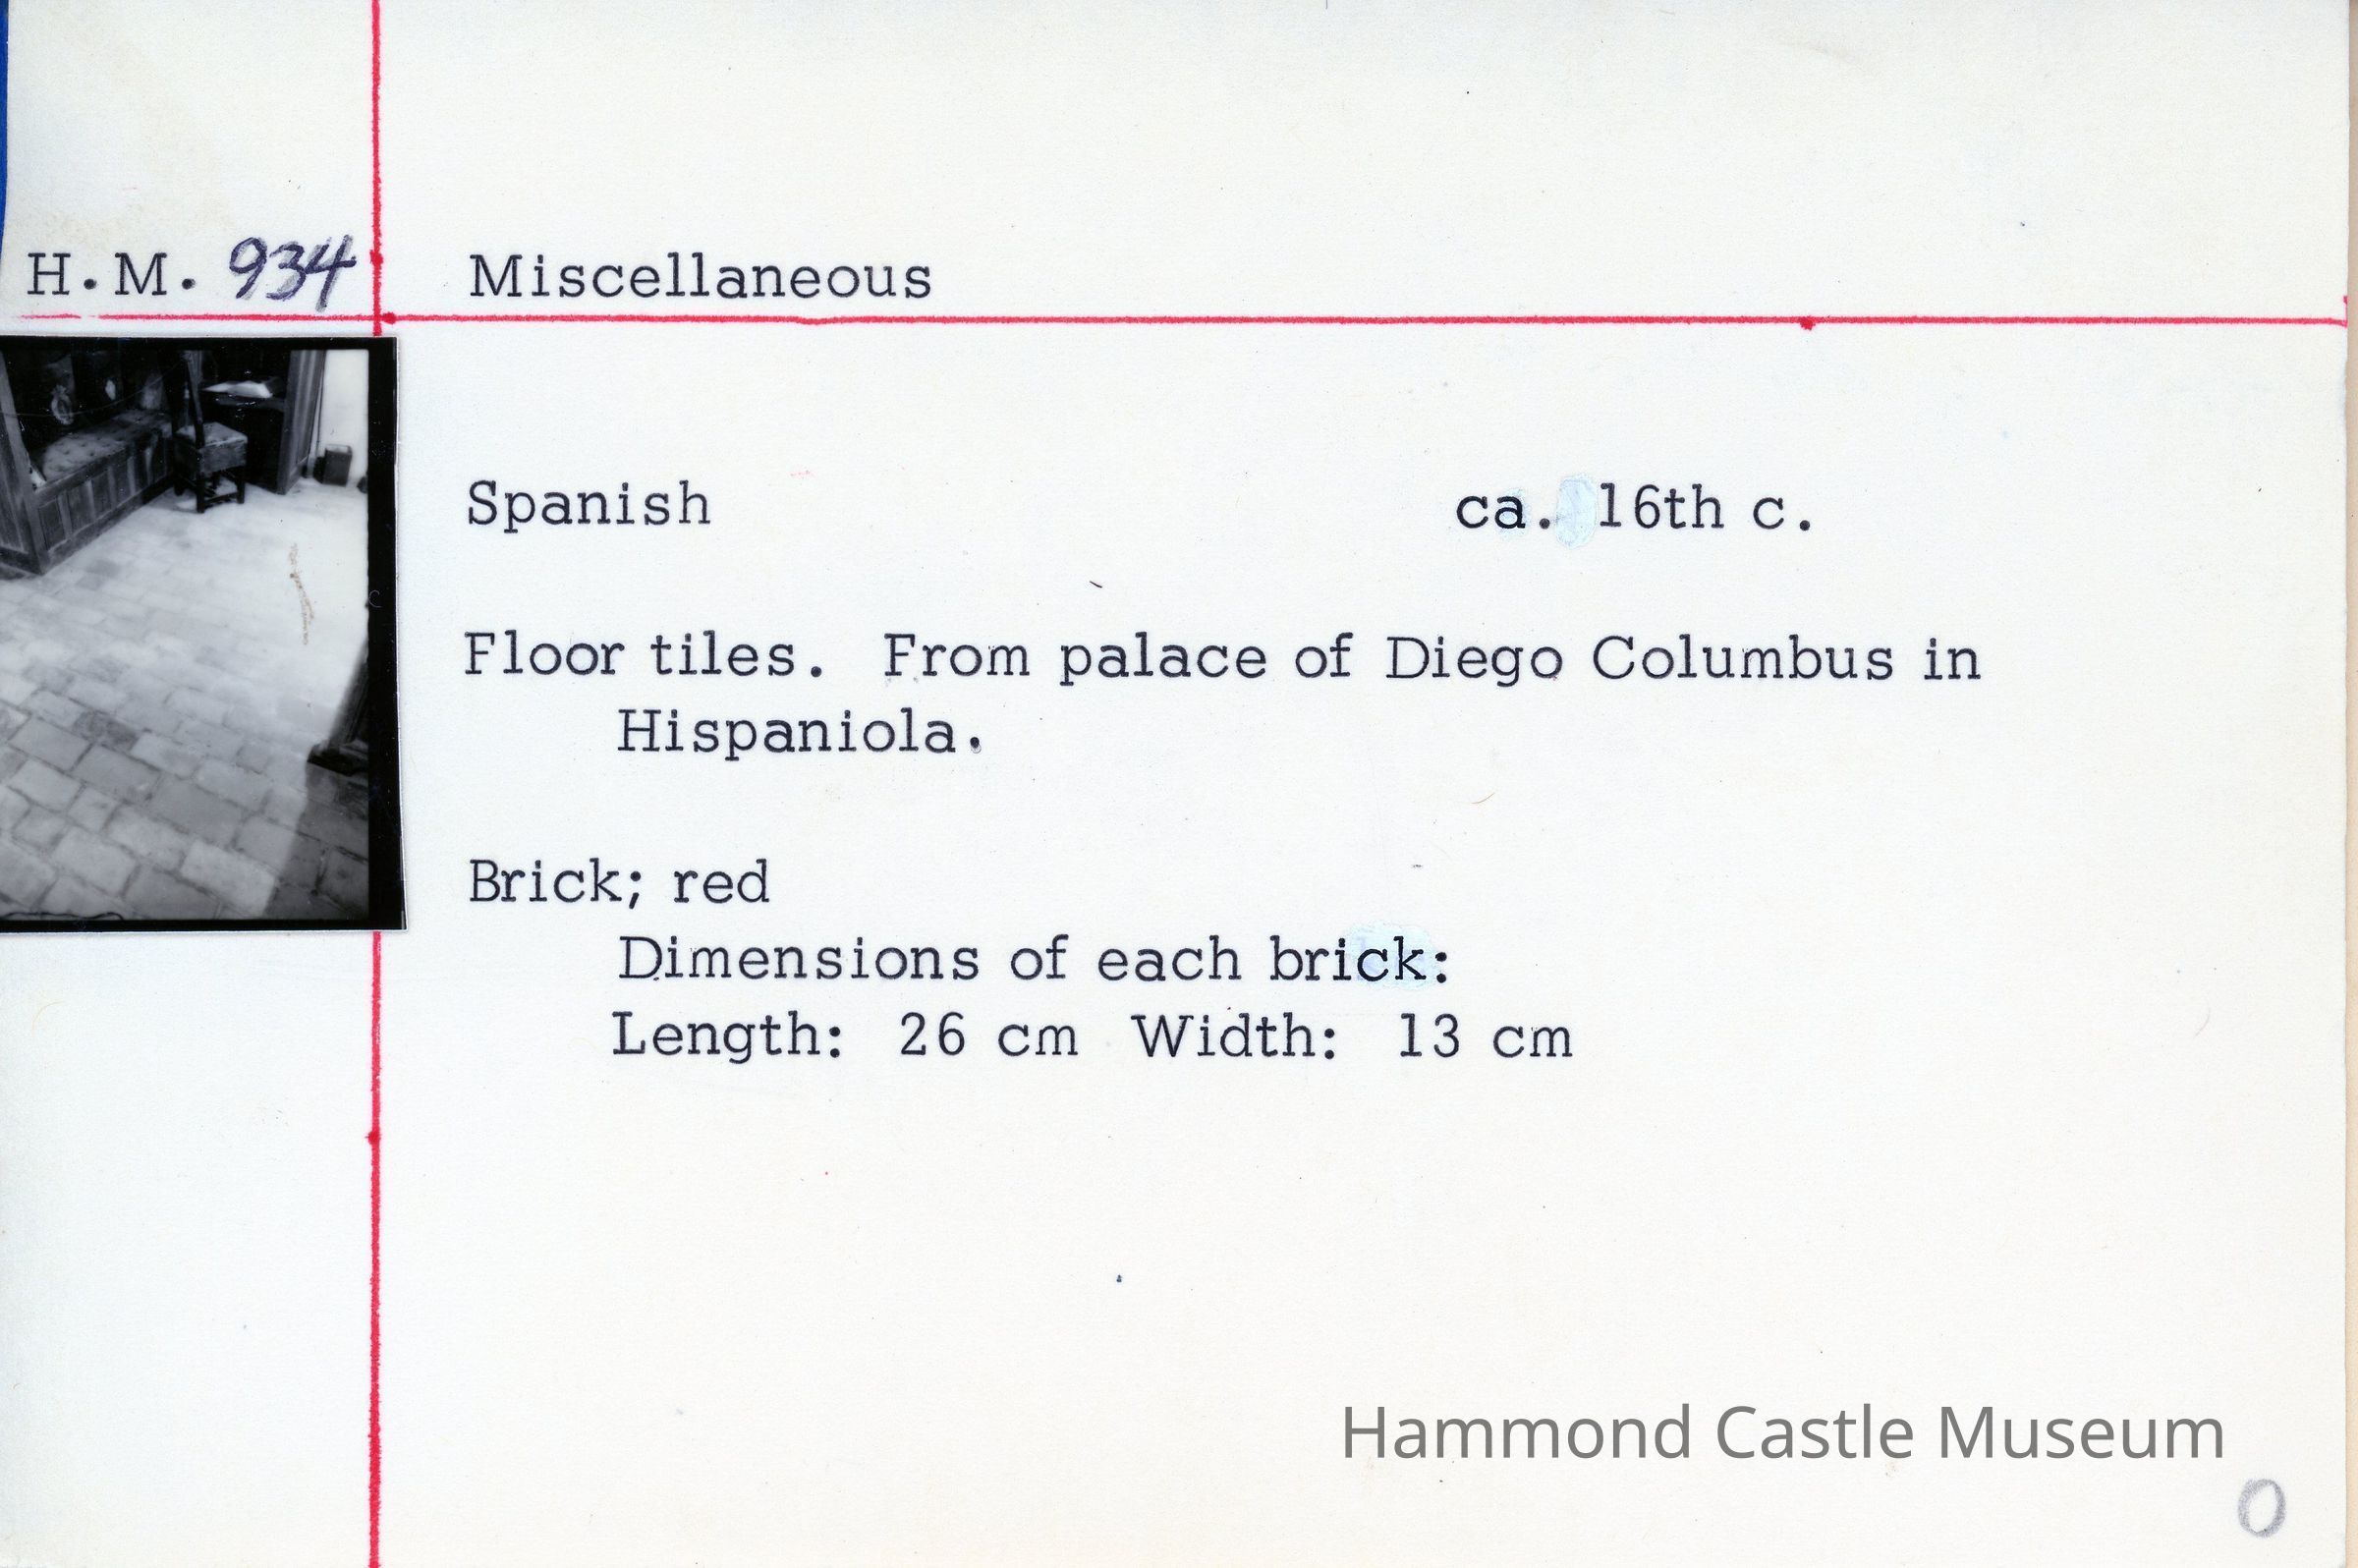 H.M. 934 Miscellaneous
Spanish ca. 16th c.
Floor tiles. From palace of Diego Columbus in
Hispaniola.
Brick; red
Dimensions of each brick:
Length: 26 cm Width: 13 cm
Hammond Castle Museum
0